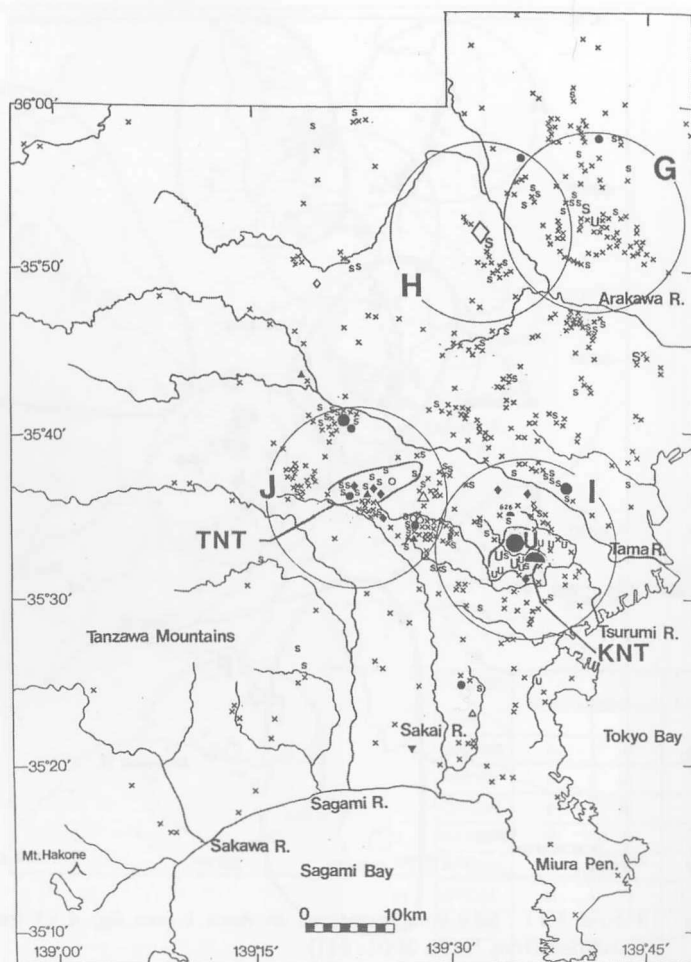 36°00′
G
H
35°50′
Arakawa R.
35°40′
J
I
TNT
Tama R.
35°30′
Tsurumi R.
KNT
Tanzawa Mountains
Sakai R.
Tokyo Bay
35°20′
Sagami R.
Sakawa R.
Mt. Hakone
Sagami Bay
Miura Pen.
0 10km
35°10′
139°00′ 139°15′ 139°30′ 139°45′